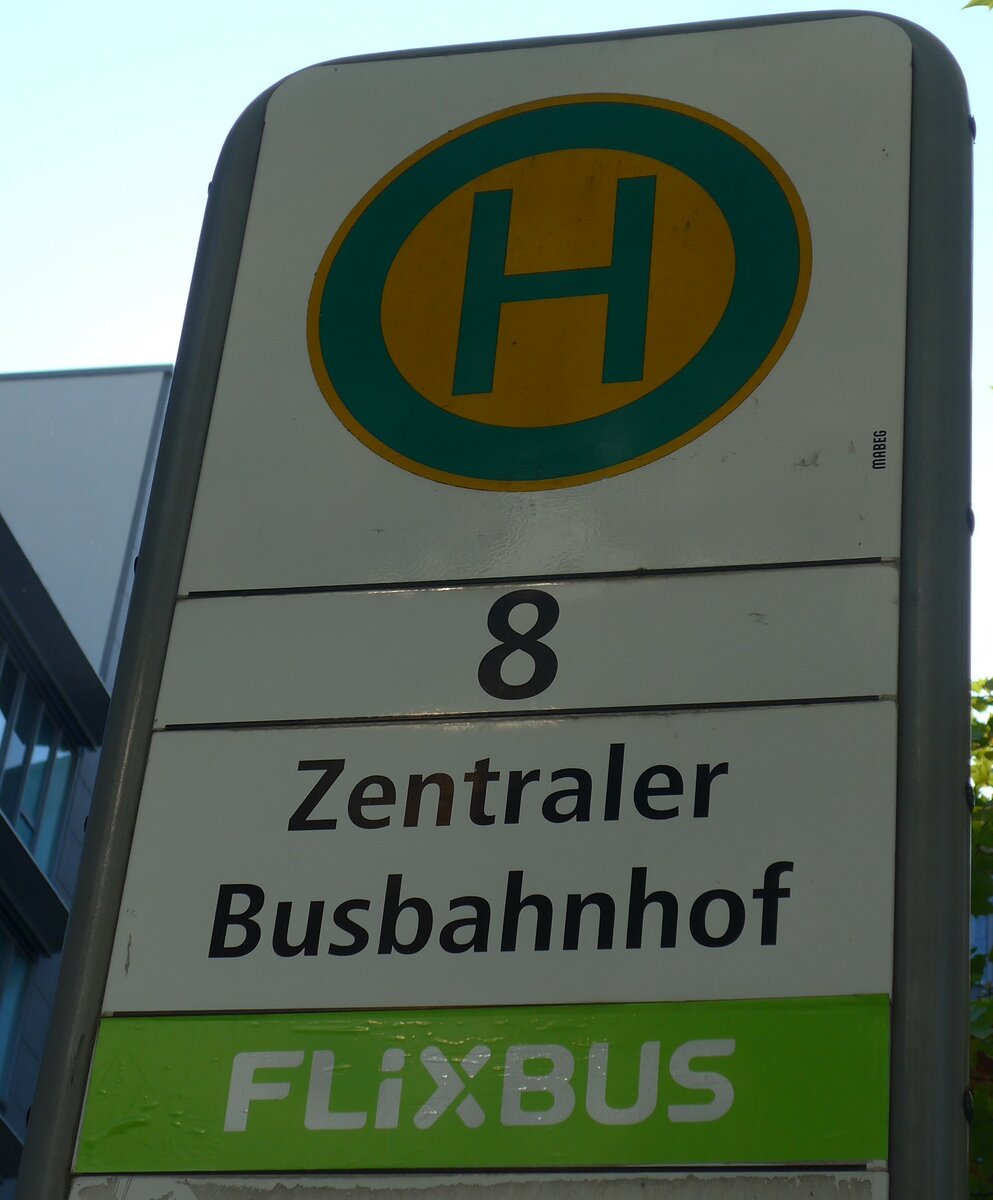 H
MABEG
8
Zentraler
Busbahnhof
FLiXBUS